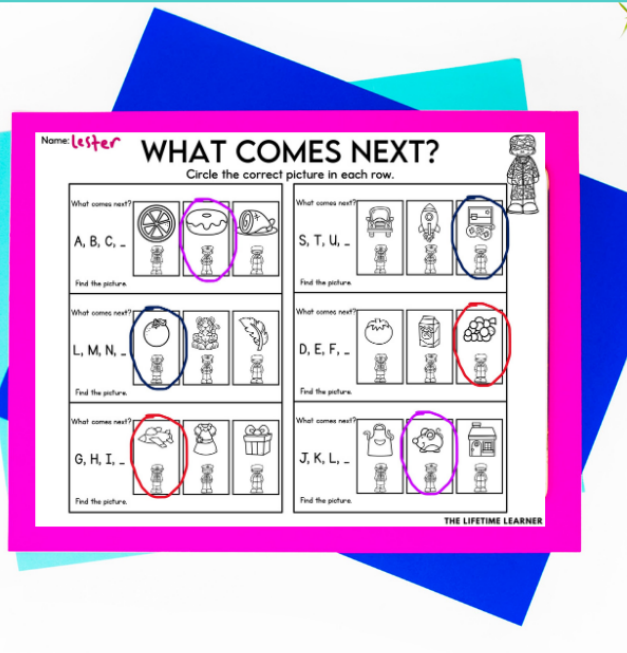 Name: Lester
WHAT COMES NEXT?
Circle the correct picture in each row.
What comes next?
A, B, C, _
Find the picture.
What comes next?
L, M, N, _
Find the picture.
What comes next?
G, H, I, _
Find the picture.
What comes next?
S, T, U, _
Find the picture.
What comes next?
D, E, F, _
Find the picture.
What comes next?
J, K, L, _
Find the picture.
THE LIFETIME LEARNER